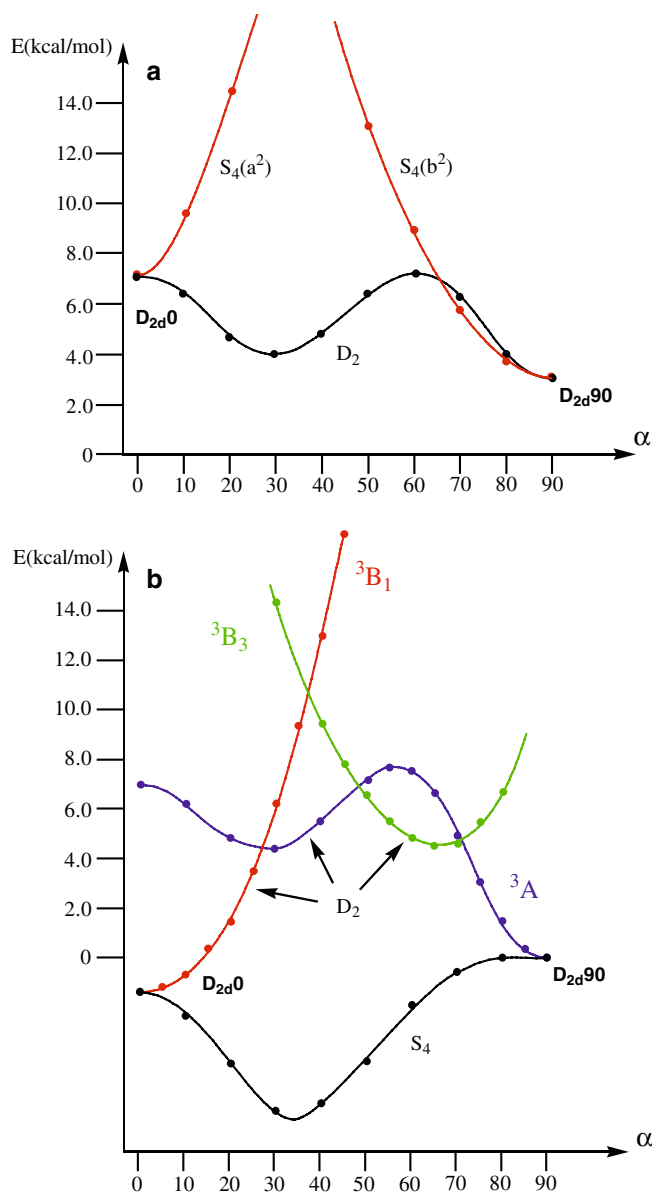 E(kcal/mol)
a
14.0
S₄(a²)
S₄(b²)
12.0
10.0
8.0
6.0
D₂d0
4.0
D₂
2.0
D₂d90
0
α
0 10 20 30 40 50 60 70 80 90
E(kcal/mol)
b
³B₁
14.0
³B₃
12.0
10.0
8.0
6.0
4.0
³A
2.0
D₂
0
D₂d0
D₂d90
S₄
α
0 10 20 30 40 50 60 70 80 90